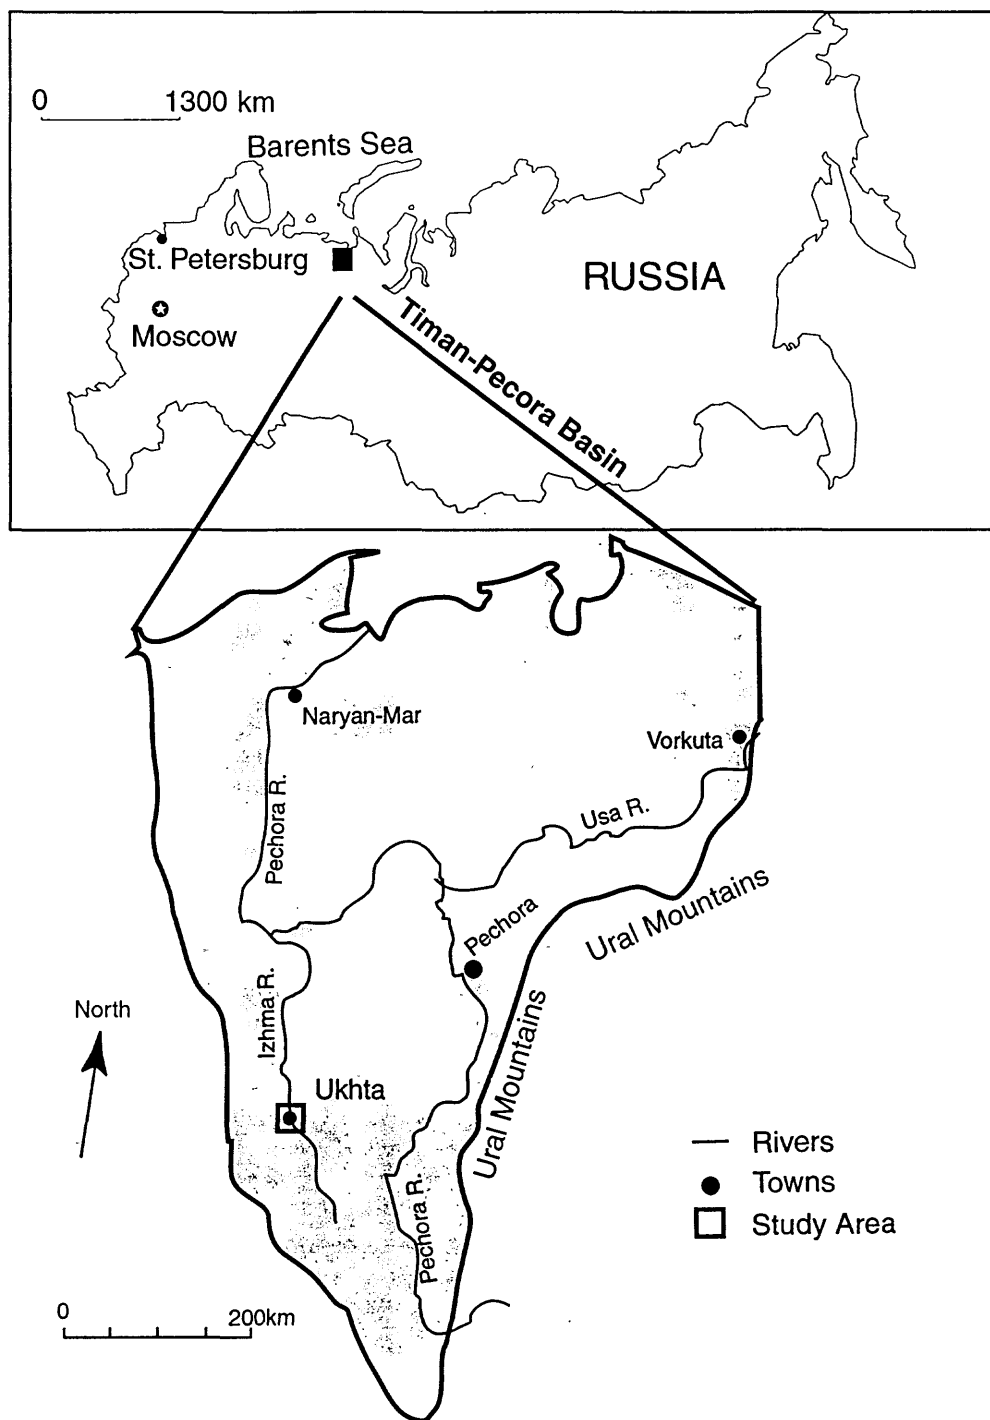 0 1300 km
Barents Sea
St. Petersburg
RUSSIA
Moscow
Timan-Pecora Basin
Naryan-Mar
Vorkuta
Pechora R.
Usa R.
Ural Mountains
Pechora
Izhma R.
North
Ural Mountains
Ukhta
Rivers
Towns
Study Area
Pechora R.
0 200km